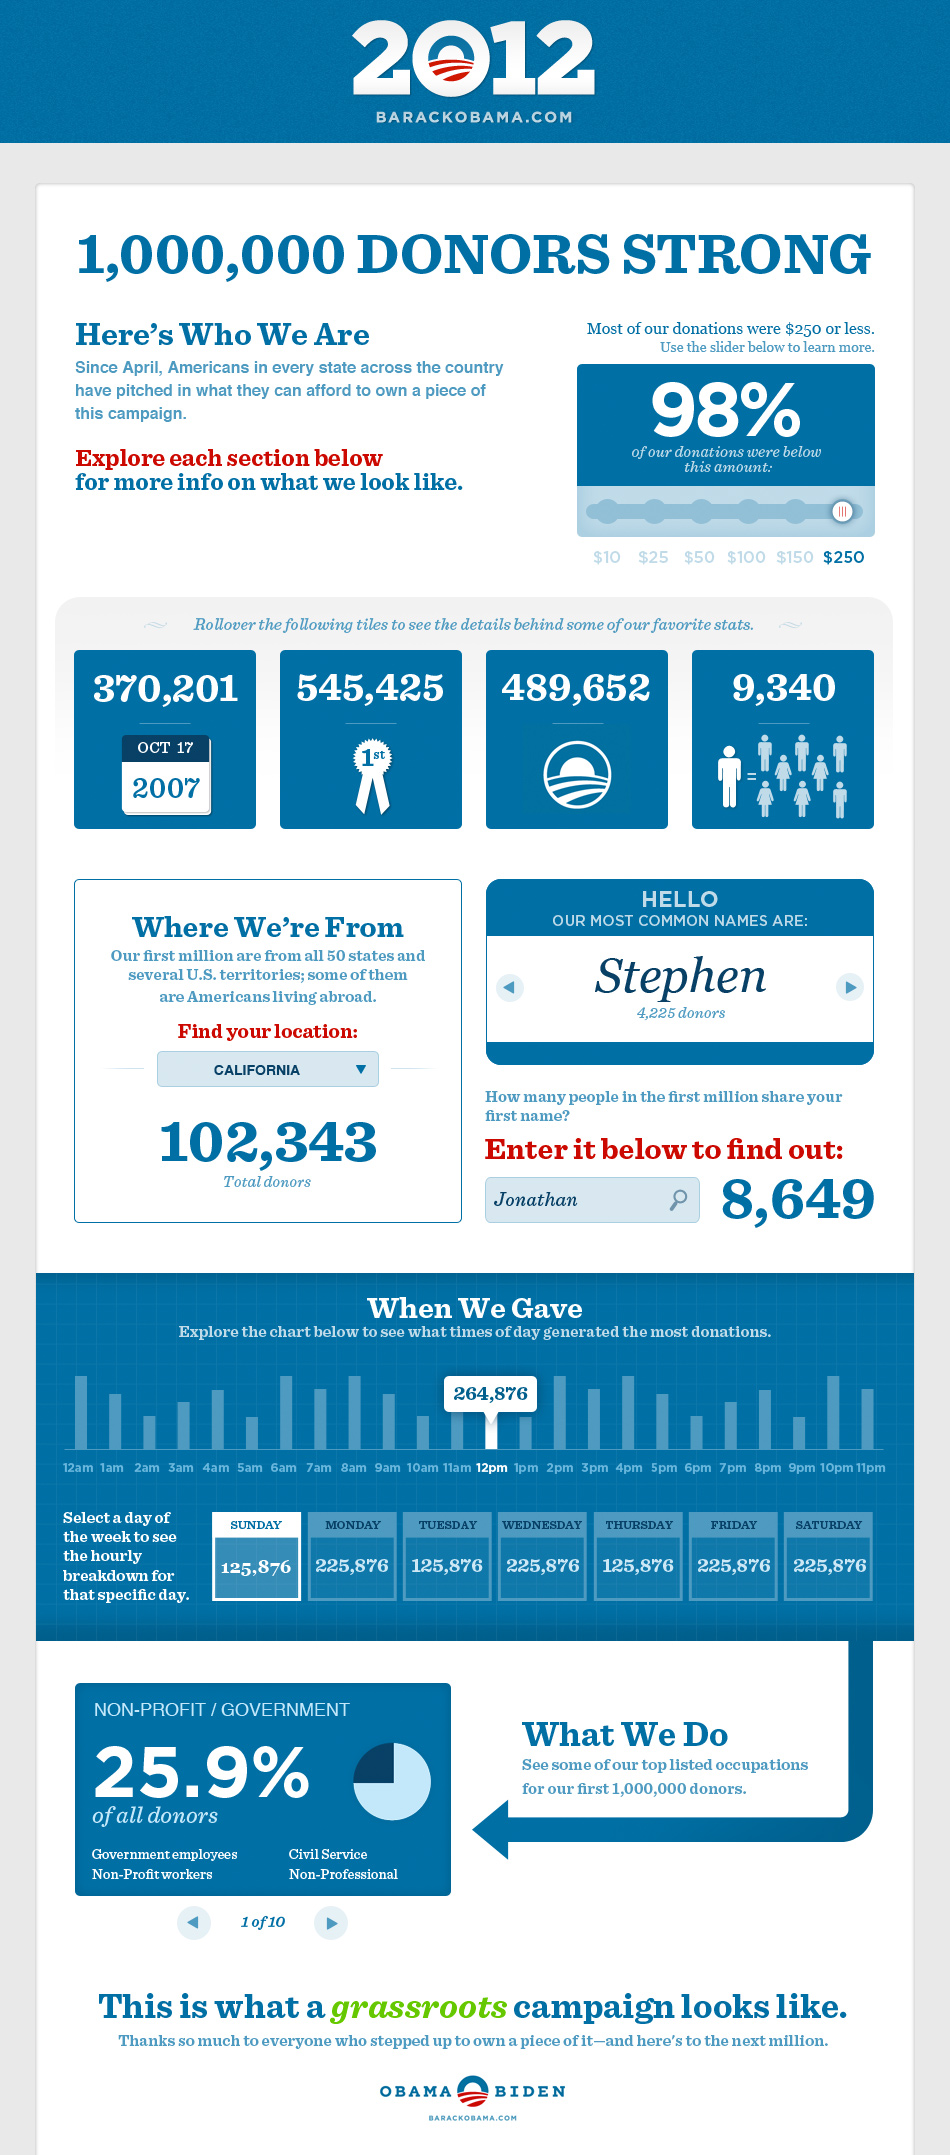 2012
BARACKOBAMA.COM
1,000,000 DONORS STRONG
Here's Who We Are
Since April, Americans in every state across the country
have pitched in what they can afford to own a piece of
this campaign.
Explore each section below
for more info on what we look like.
Most of our donations were $250 or less.
Use the slider below to learn more.
98%
of our donations were below
this amount:
$10 $25 $50 $100 $150 $250
Rollover the following tiles to see the details behind some of our favorite stats.
370,201
OCT 17
2007
545,425
1st
489,652
9,340
=
Where We're From
Our first million are from all 50 states and
several U.S. territories; some of them
are Americans living abroad.
Find your location:
CALIFORNIA
102,343
Total donors
HELLO
OUR MOST COMMON NAMES ARE:
Stephen
4,225 donors
How many people in the first million share your
first name?
Enter it below to find out:
Jonathan
8,649
When We Gave
Explore the chart below to see what times of day generated the most donations.
264,876
12am 1am 2am 3am 4am 5am 6am 7am 8am 9am 10am 11am 12pm 1pm 2pm 3pm 4pm 5pm 6pm 7pm 8pm 9pm 10pm 11pm
Select a day of
the week to see
the hourly
breakdown for
that specific day.
SUNDAY MONDAY TUESDAY WEDNESDAY THURSDAY FRIDAY SATURDAY
125,876 225,876 125,876 225,876 125,876 225,876 225,876
NON-PROFIT / GOVERNMENT
25.9%
of all donors
Government employees
Non-Profit workers
Civil Service
Non-Professional
1 of 10
What We Do
See some of our top listed occupations
for our first 1,000,000 donors.
This is what a grassroots campaign looks like.
Thanks so much to everyone who stepped up to own a piece of it—and here's to the next million.
OBAMA BIDEN
BARACKOBAMA.COM